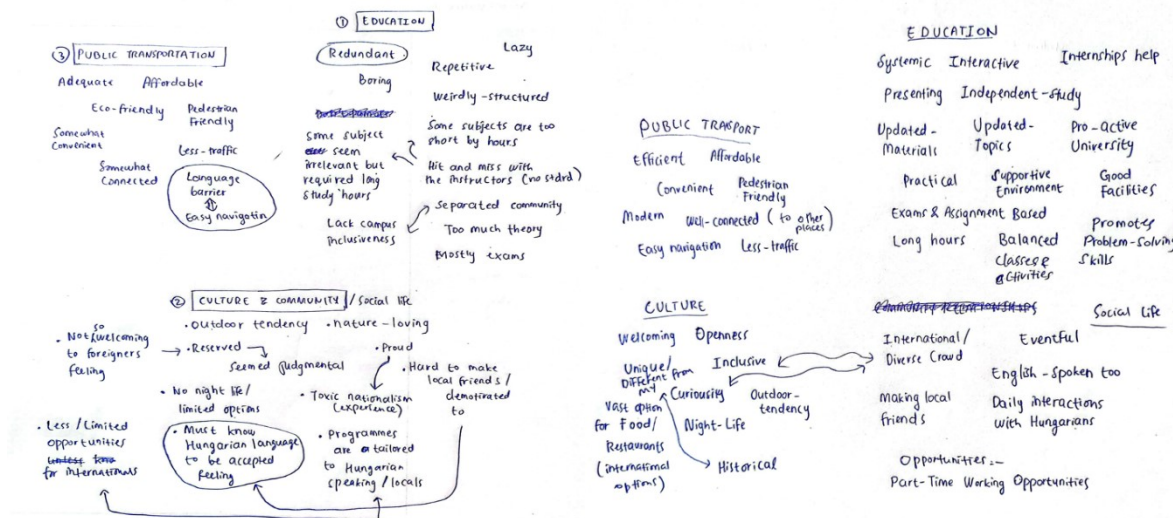 ① EDUCATION
Redundant
Lazy
Boring
Repetitive
Weirdly-structured
Some subject
seem
irrelevant but
required long
study hours
Some subjects are too
short by hours
Hit and miss with
the instructors (no stdrd)
Lack campus
inclusiveness
Separated community
Too much theory
Mostly exams
③ PUBLIC TRANSPORTATION
Adequate Affordable
Eco-friendly
Pedestrian
Friendly
Somewhat
Convenient
Less-traffic
Somewhat
Connected
Language
barrier
Easy navigatin
② CULTURE & COMMUNITY / Social life
• Outdoor tendency • nature-loving
• Not so welcoming
to foreigners
feeling
• Reserved
Seemed judgmental
• Proud
• No night life/
limited options
• Toxic nationalism
(experience)
• Hard to make
local friends/
demotivated
to
• Less/Limited
opportunities
for internationals
• Must know
Hungarian language
to be accepted
feeling
• Programmes
are tailored
to Hungarian
speaking/locals
EDUCATION
Systemic Interactive Internships help
Presenting Independent-study
Updated-
Materials
Updated-
Topics
Pro-active
University
Practical
Supportive
Environment
Good
Facilities
Exams & Assignment Based
Long hours
Balanced
classes &
activities
Promotes
Problem-solving
Skills
PUBLIC TRANSPORT
Efficient Affordable
Convenient
Pedestrian
Friendly
Modern Well-connected (to other
places)
Easy navigation Less-traffic
CULTURE
Welcoming Openness
Unique/
Different from
my
Inclusive
Curiousity
Outdoor-
tendency
Vast option
for Food/
Restaurants
(international
options)
Night-Life
Historical
Social Life
International/
Diverse Crowd
Eventful
English-spoken too
Making local
friends
Daily interactions
with Hungarians
Opportunities:-
Part-Time Working Opportunities